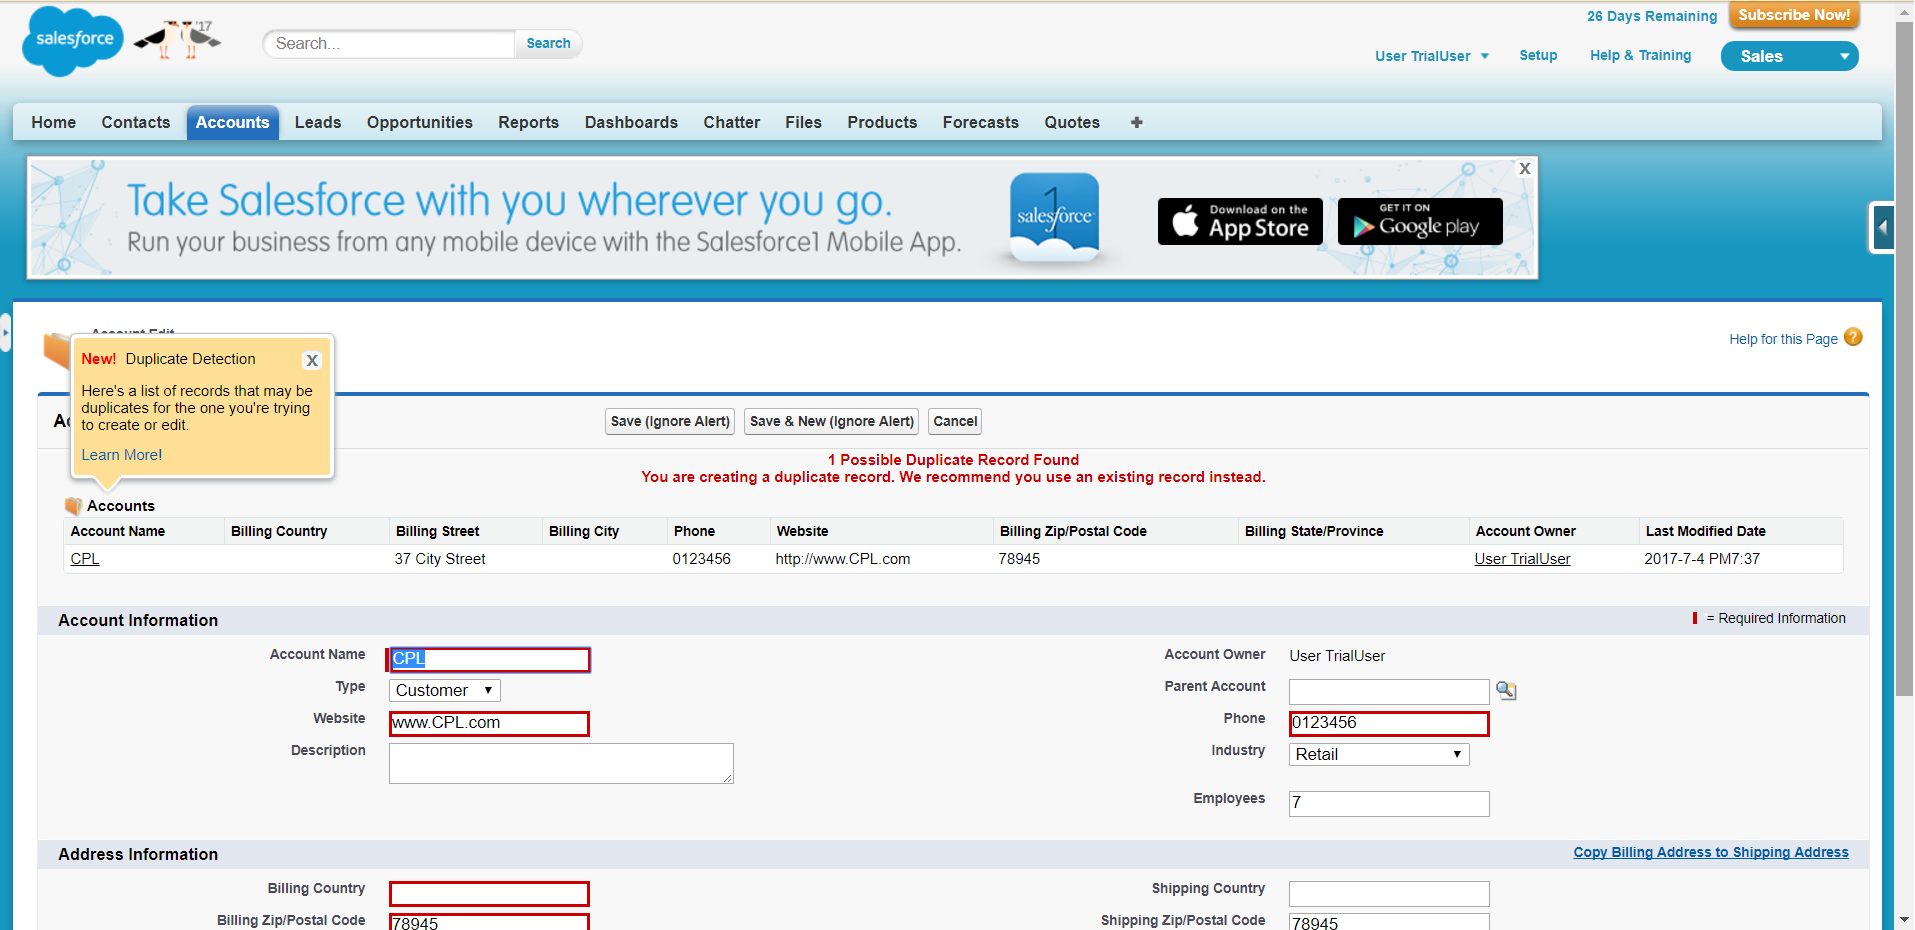 26 Days Remaining
Subscribe Now!
salesforce
'17
Search...
Search
User TrialUser
Setup
Help & Training
Sales
Home
Contacts
Accounts
Leads
Opportunities
Reports
Dashboards
Chatter
Files
Products
Forecasts
Quotes
+
Take Salesforce with you wherever you go.
Run your business from any mobile device with the Salesforce1 Mobile App.
1
salesforce
Download on the
App Store
GET IT ON
Google play
X
Account Edit
Help for this Page
?
New! Duplicate Detection
X
Here's a list of records that may be
duplicates for the one you're trying
to create or edit.
Learn More!
Save (Ignore Alert)
Save & New (Ignore Alert)
Cancel
1 Possible Duplicate Record Found
You are creating a duplicate record. We recommend you use an existing record instead.
Accounts
Account Name Billing Country Billing Street Billing City Phone Website Billing Zip/Postal Code Billing State/Province Account Owner Last Modified Date
CPL 37 City Street 0123456 http://www.CPL.com 78945 User TrialUser 2017-7-4 PM7:37
Account Information
= Required Information
Account Name CPL
Account Owner User TrialUser
Type Customer
Parent Account
Website www.CPL.com
Phone 0123456
Description
Industry Retail
Employees 7
Address Information
Copy Billing Address to Shipping Address
Billing Country
Shipping Country
Billing Zip/Postal Code 78945
Shipping Zip/Postal Code 78945